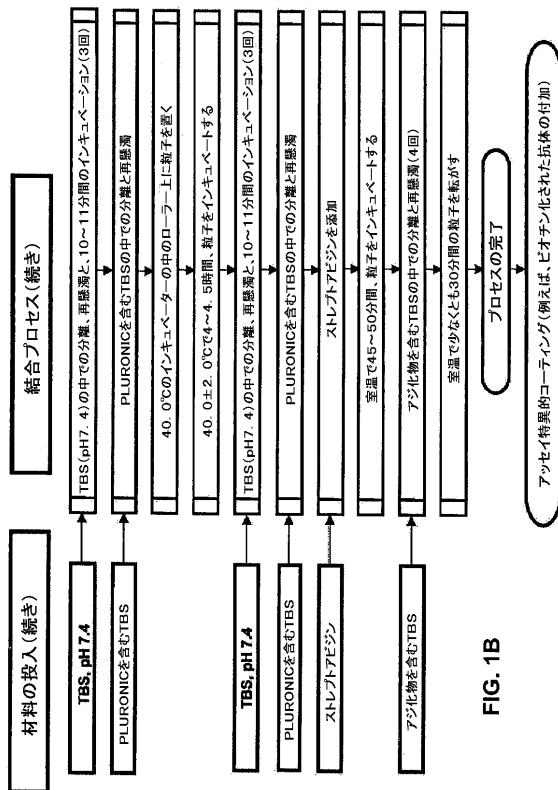 材料の投入(続き)
結合プロセス(続き)
TBS, pH 7.4
TBS(pH7. 4)の中での分離、再懸濁と、10～11分間のインキュベーション(3回)
PLURONICを含むTBS
PLURONICを含むTBSの中での分離と再懸濁
40. 0℃のインキュベーターの中のローラー上に粒子を置く
40. 0±2. 0℃で4～4. 5時間、粒子をインキュベートする
TBS, pH 7.4
TBS(pH7. 4)の中での分離、再懸濁と、10～11分間のインキュベーション(3回)
PLURONICを含むTBS
PLURONICを含むTBSの中での分離と再懸濁
ストレプトアビジン
ストレプトアビジンを添加
室温で45～50分間、粒子をインキュベートする
アジ化物を含むTBS
アジ化物を含むTBSの中での分離と再懸濁(4回)
室温で少なくとも30分間の粒子を転がす
プロセスの完了
アッセイ特異的コーティング(例えば、ビオチン化された抗体の付加)
FIG. 1B